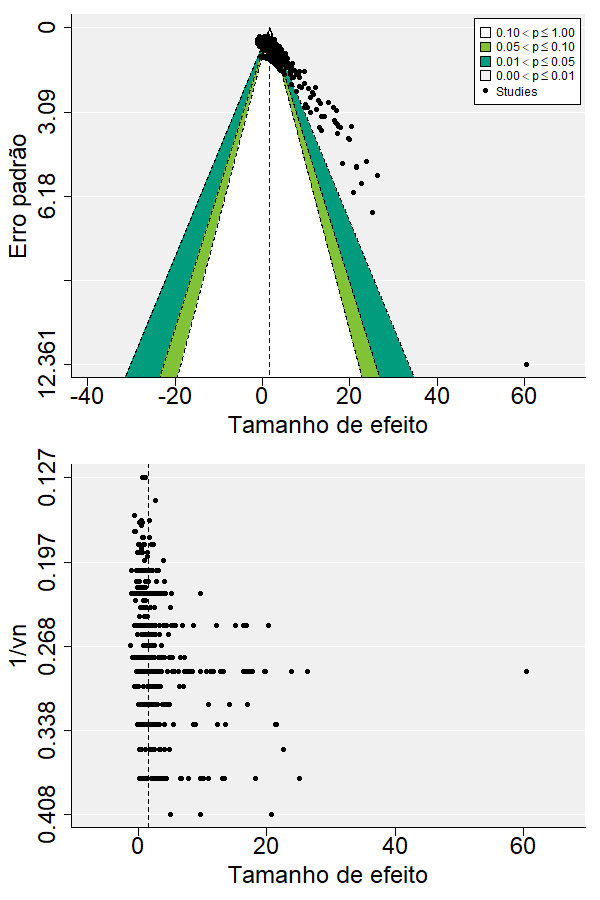 0.10 < p ≤ 1.00
0.05 < p ≤ 0.10
0.01 < p ≤ 0.05
0.00 < p ≤ 0.01
Studies
Erro padrão
0
3.09
6.18
12.361
-40
-20
0
20
40
60
Tamanho de efeito
1/vn
0.127
0.197
0.268
0.338
0.408
0
20
40
60
Tamanho de efeito